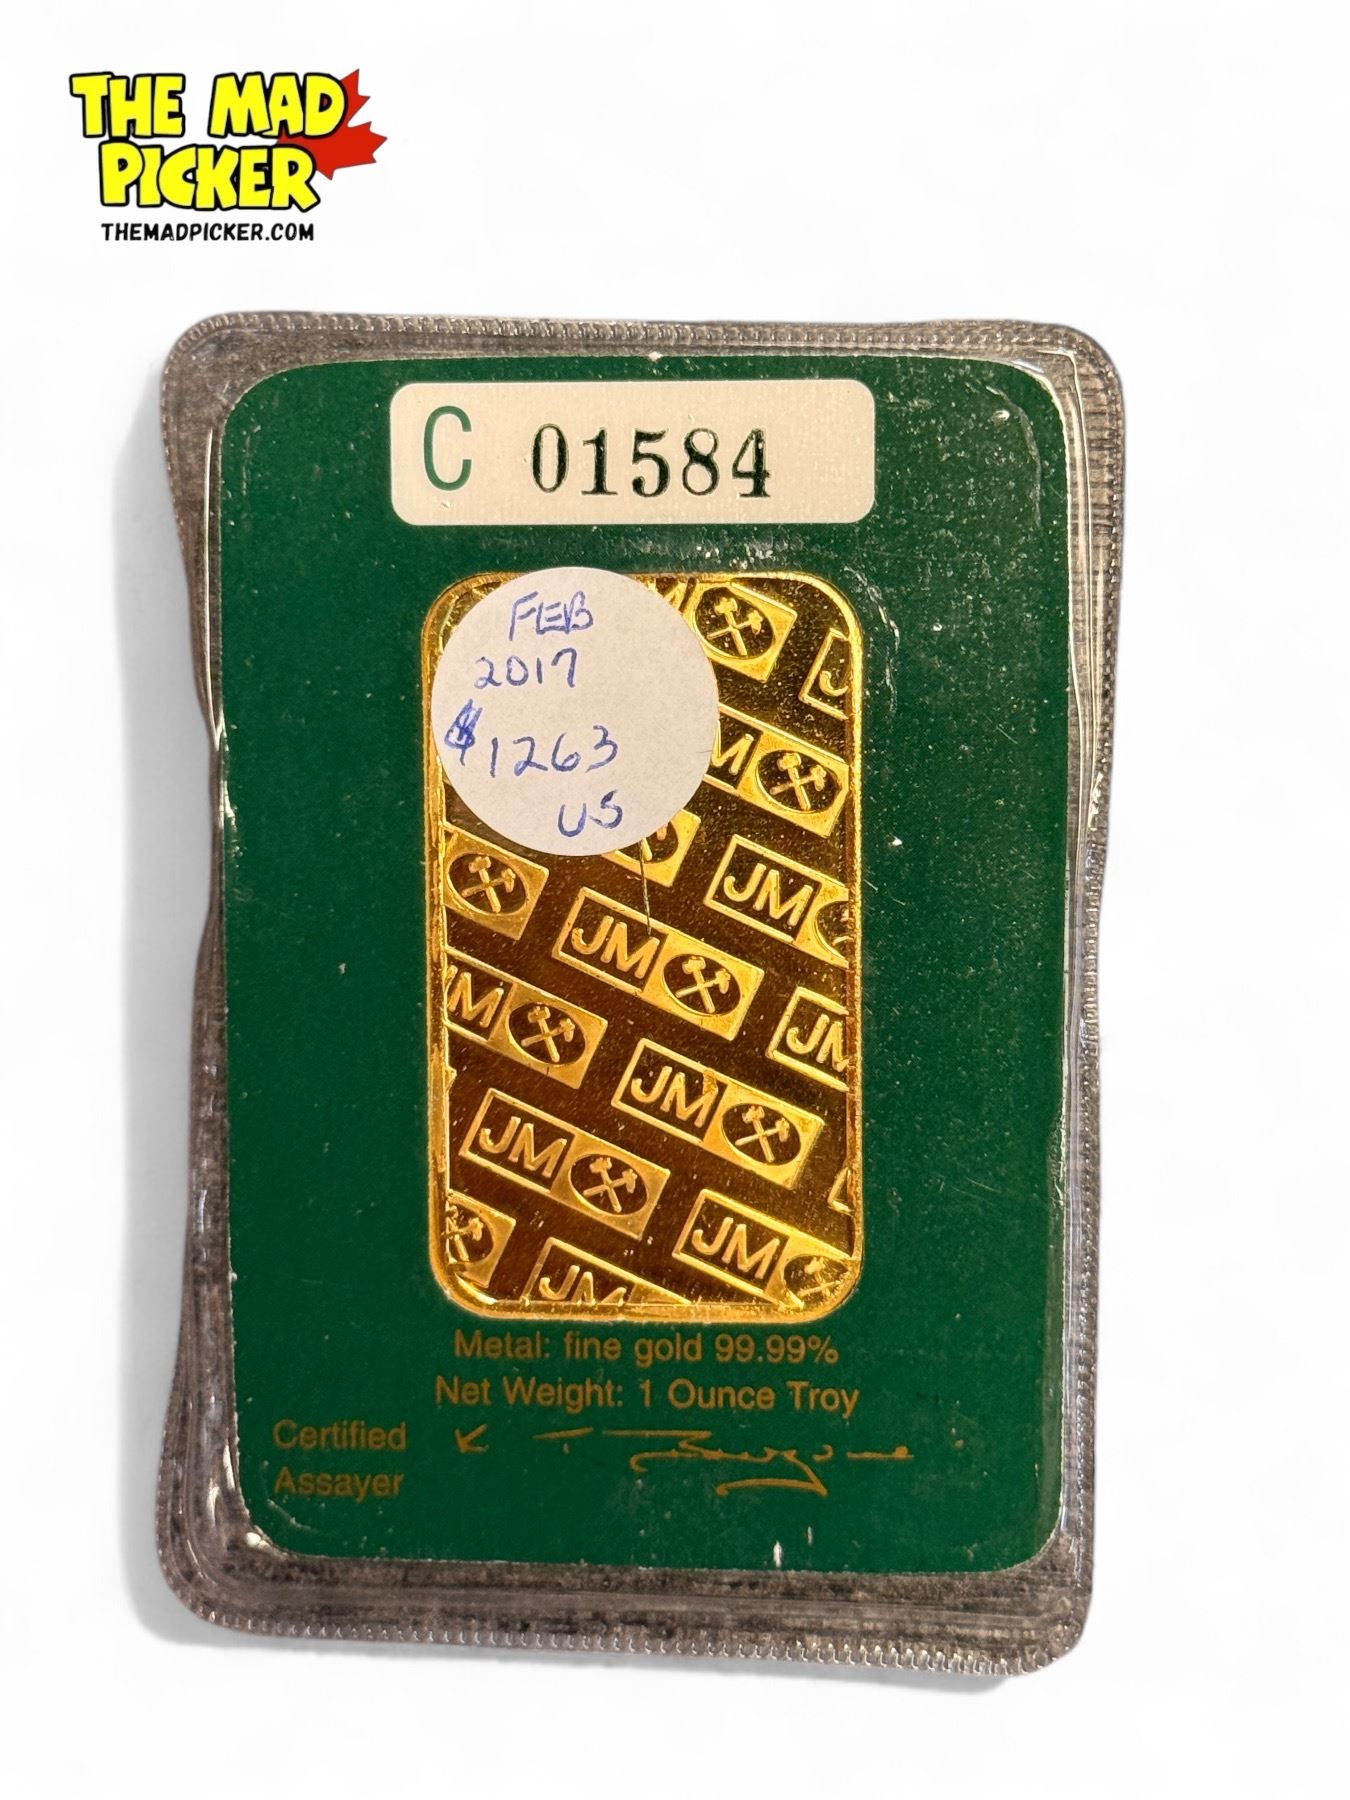 THE MAD
PICKER
THEMADPICKER.COM
C 01584
FEB
2017
$1263
US
JM
M
JM
JM
M
JM
JM
JM
JM
JM
Metal: fine gold 99.99%
Net Weight: 1 Ounce Troy
Certified
Assayer